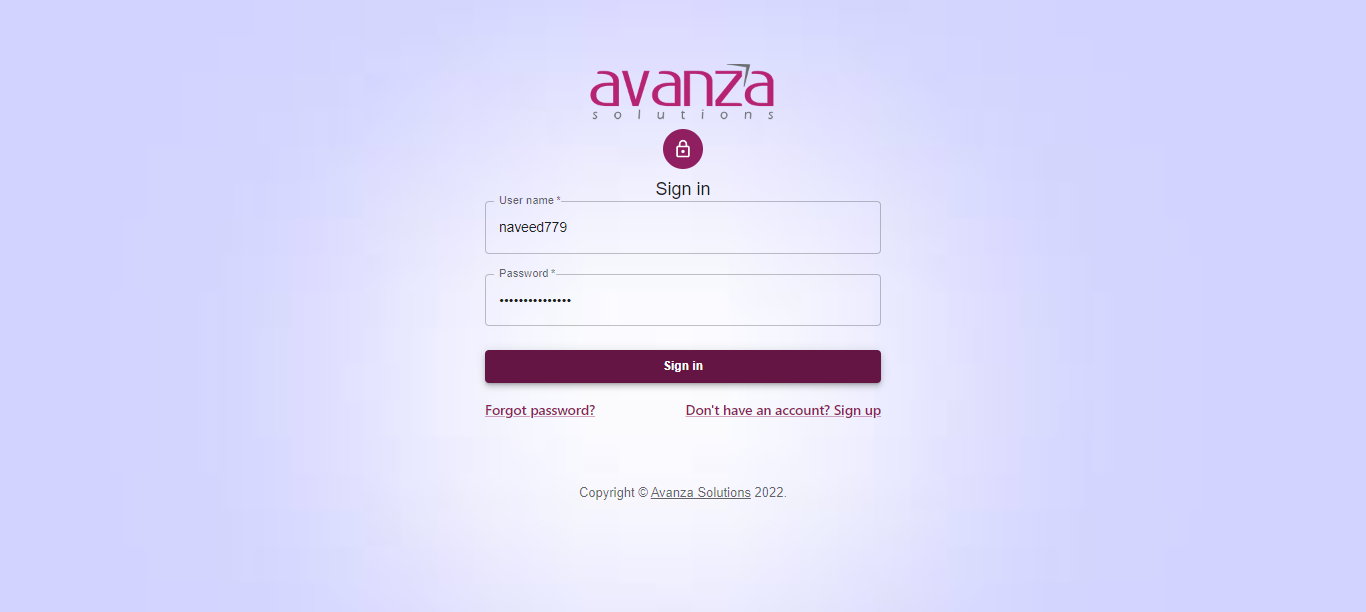 avanza
solutions
Sign in
User name *
naveed779
Password *
•••••••••••••••
Sign in
Forgot password? Don't have an account? Sign up
Copyright © Avanza Solutions 2022.